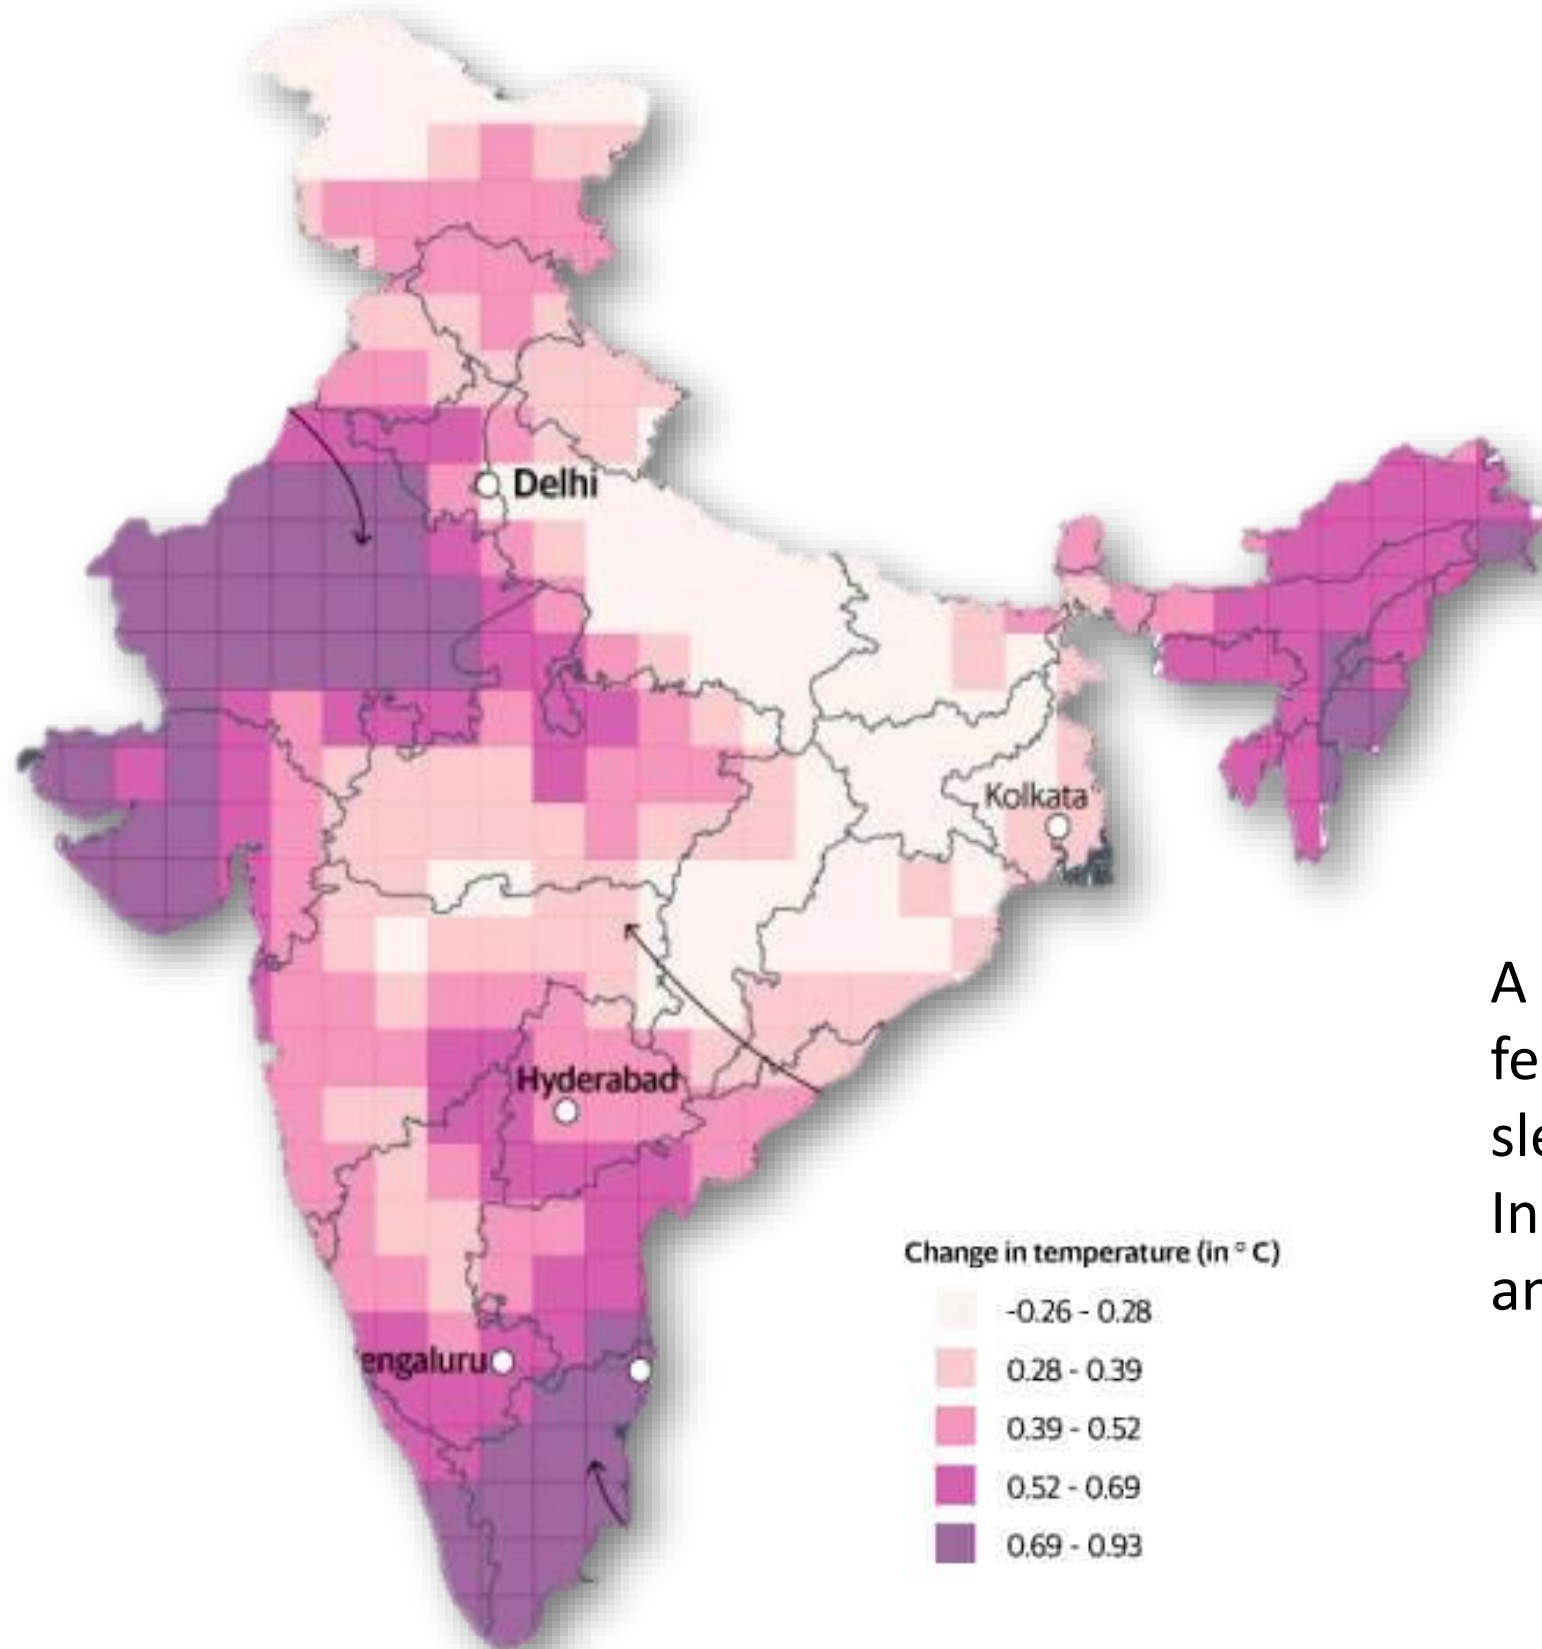 Delhi
Kolkata
Hyderabad
engaluru
Change in temperature (in ° C)
-0.26 - 0.28
0.28 - 0.39
0.39 - 0.52
0.52 - 0.69
0.69 - 0.93
A
fe
sle
In
ar